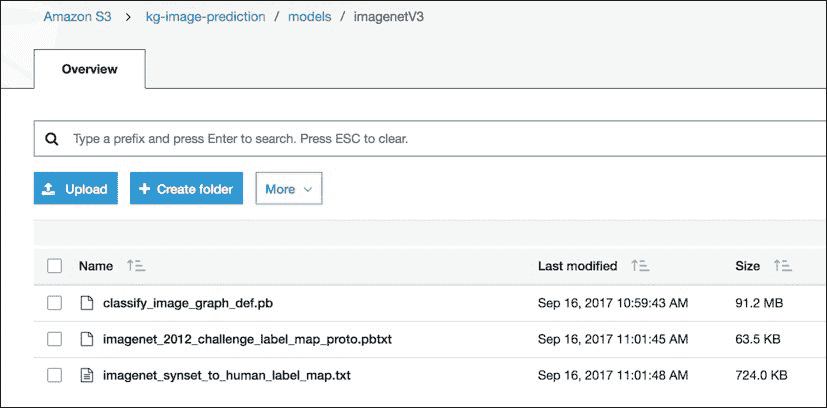 Amazon S3 > kg-image-prediction / models / imagenetV3
Overview
Type a prefix and press Enter to search. Press ESC to clear.
Upload + Create folder More
Name Last modified Size
classify_image_graph_def.pb Sep 16, 2017 10:59:43 AM 91.2 MB
imagenet_2012_challenge_label_map_proto.pbtxt Sep 16, 2017 11:01:45 AM 63.5 KB
imagenet_synset_to_human_label_map.txt Sep 16, 2017 11:01:48 AM 724.0 KB